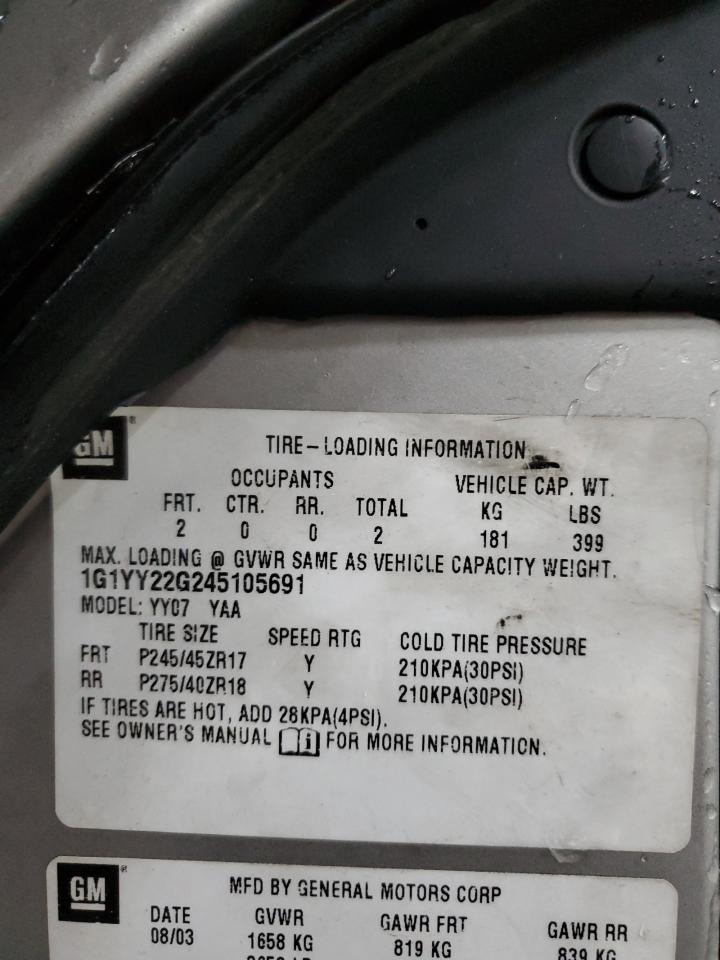 GM
TIRE-LOADING INFORMATION
OCCUPANTS VEHICLE CAP. WT.
FRT. CTR. RR. TOTAL KG LBS
2 0 0 2 181 399
MAX. LOADING @ GVWR SAME AS VEHICLE CAPACITY WEIGHT.
1G1YY22G245105691
MODEL: YY07 YAA
TIRE SIZE SPEED RTG COLD TIRE PRESSURE
FRT P245/45ZR17 Y 210KPA(30PSI)
RR P275/40ZR18 Y 210KPA(30PSI)
IF TIRES ARE HOT, ADD 28KPA(4PSI).
SEE OWNER'S MANUAL i FOR MORE INFORMATION.
GM
MFD BY GENERAL MOTORS CORP
DATE GVWR GAWR FRT GAWR RR
08/03 1658 KG 819 KG 839 KG